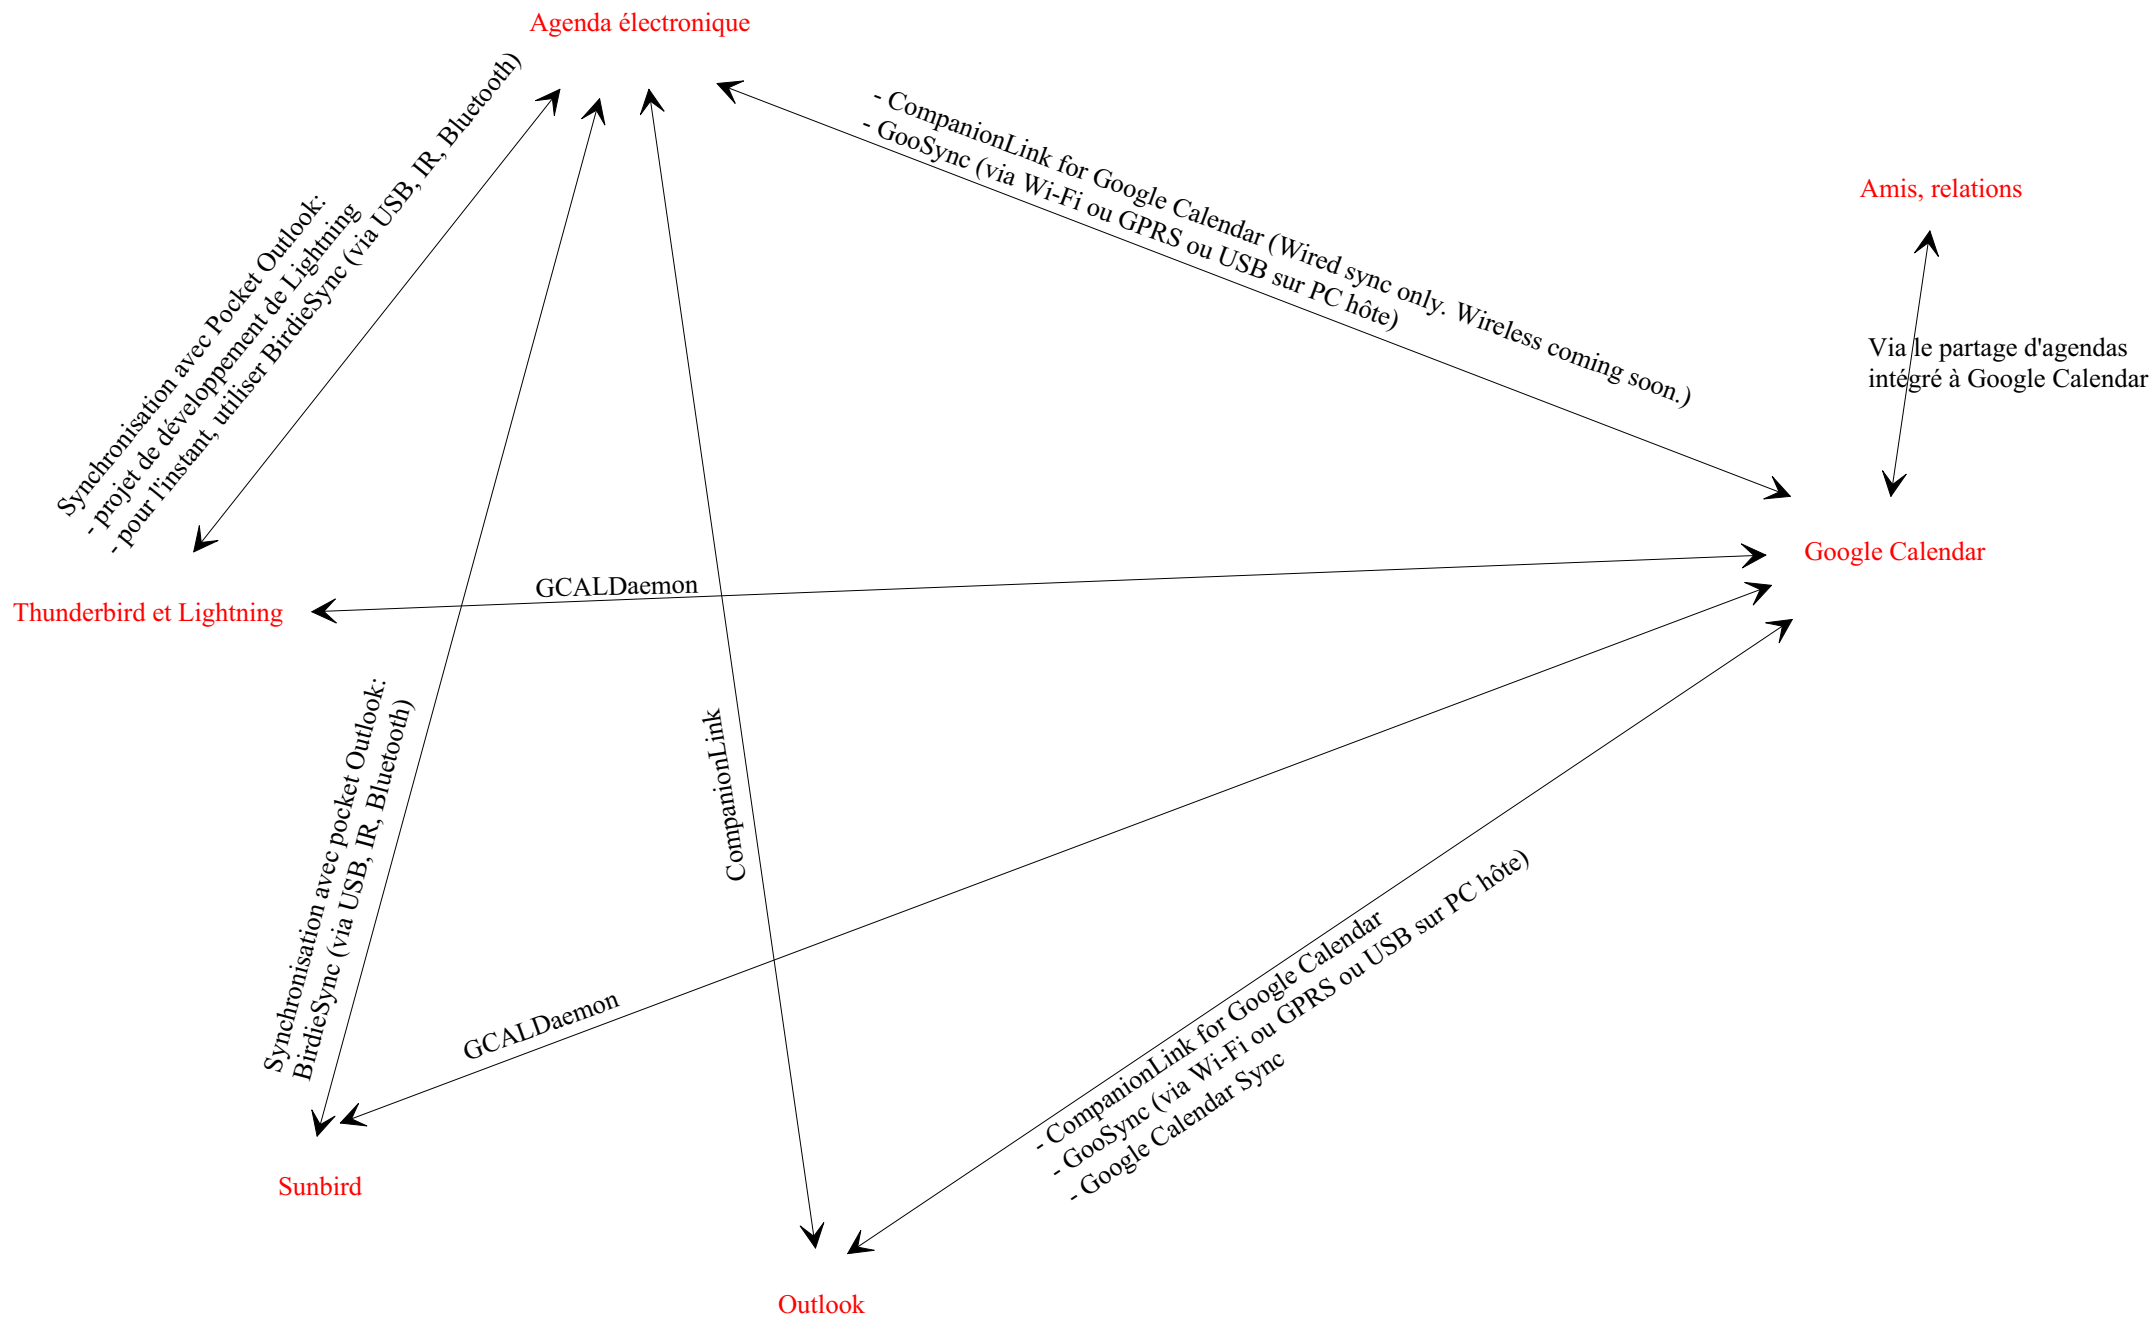 Agenda électronique
- CompanionLink for Google Calendar (Wired sync only. Wireless coming soon.)
- GooSync (via Wi-Fi ou GPRS ou USB sur PC hôte)
Amis, relations
Synchronisation avec Pocket Outlook:
- projet de développement de Lightning
- pour l'instant, utiliser BirdieSync (via USB, IR, Bluetooth)
Via le partage d'agendas
intégré à Google Calendar
Google Calendar
GCALDaemon
Thunderbird et Lightning
Synchronisation avec pocket Outlook:
BirdieSync (via USB, IR, Bluetooth)
CompanionLink
GCALDaemon
- CompanionLink for Google Calendar
- GooSync (via Wi-Fi ou GPRS ou USB sur PC hôte)
- Google Calendar Sync
Sunbird
Outlook